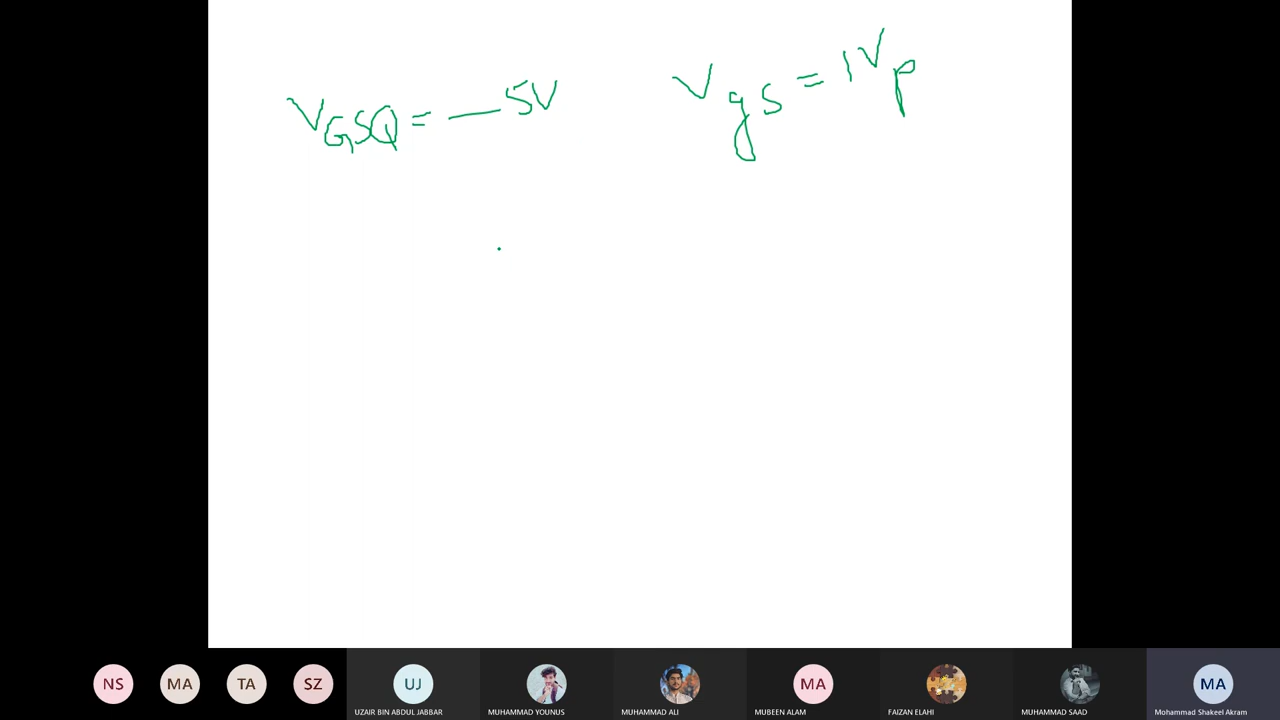 VGSQ = — 5V
Vgs = 1Vp
NS
MA
TA
SZ
UJ
UZAIR BIN ABDUL JABBAR
MUHAMMAD YOUNUS
MUHAMMAD ALI
MA
MUBEEN ALAM
FAIZAN ELAHI
MUHAMMAD SAAD
MA
Mohammad Shakeel Akram